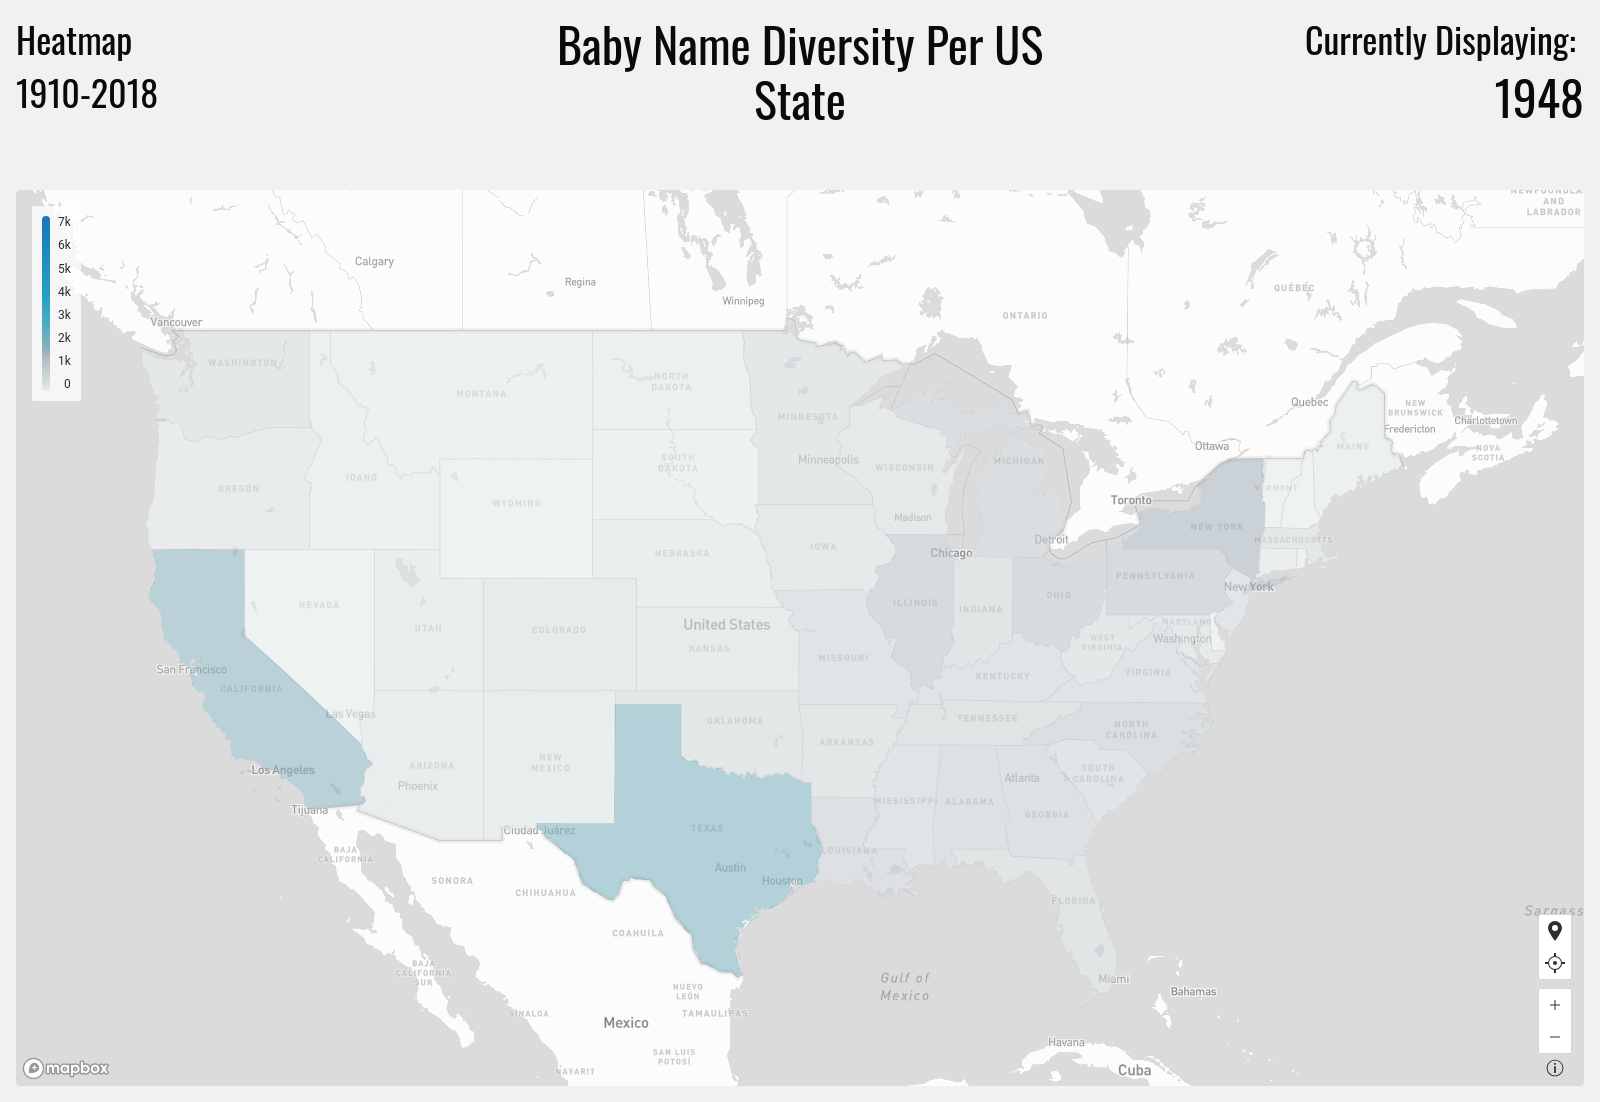 Heatmap
1910-2018
Baby Name Diversity Per US
State
Currently Displaying:
1948
7k
6k
5k
4k
3k
2k
1k
0
NEWFOUNDLA
AND
LABRADOR
Calgary
Regina
Winnipeg
ONTARIO
QUÉBEC
Vancouver
WASHINGTON
MONTANA
NORTH
DAKOTA
MINNESOTA
Quebec
NEW
BRUNSWICK
Charlottetown
Fredericton
Ottawa
MAINE
NOVA
SCOTIA
SOUTH
DAKOTA
Minneapolis
WISCONSIN
MICHIGAN
IDAHO
OREGON
WYOMING
Toronto
VERMONT
Madison
NEW YORK
Detroit
MASSACHUSETTS
IOWA
Chicago
NEBRASKA
PENNSYLVANIA
New York
NEVADA
ILLINOIS
INDIANA
OHIO
UTAH
COLORADO
United States
KANSAS
MARYLAND
WEST
VIRGINIA
Washington
MISSOURI
KENTUCKY
VIRGINIA
San Francisco
CALIFORNIA
Las Vegas
OKLAHOMA
TENNESSEE
NORTH
CAROLINA
ARKANSAS
ARIZONA
NEW
MEXICO
Los Angeles
Phoenix
SOUTH
CAROLINA
Atlanta
MISSISSIPPI
ALABAMA
GEORGIA
Tijuana
Ciudad Juárez
TEXAS
BAJA
CALIFORNIA
LOUISIANA
Austin
Houston
SONORA
CHIHUAHUA
FLORIDA
Sargass
COAHUILA
BAJA
CALIFORNIA
SUR
Gulf of
Mexico
Miami
NUEVO
LEÓN
Bahamas
SINALOA
Mexico
TAMAULIPAS
SAN LUIS
POTOSÍ
Havana
Cuba
NAYARIT
mapbox